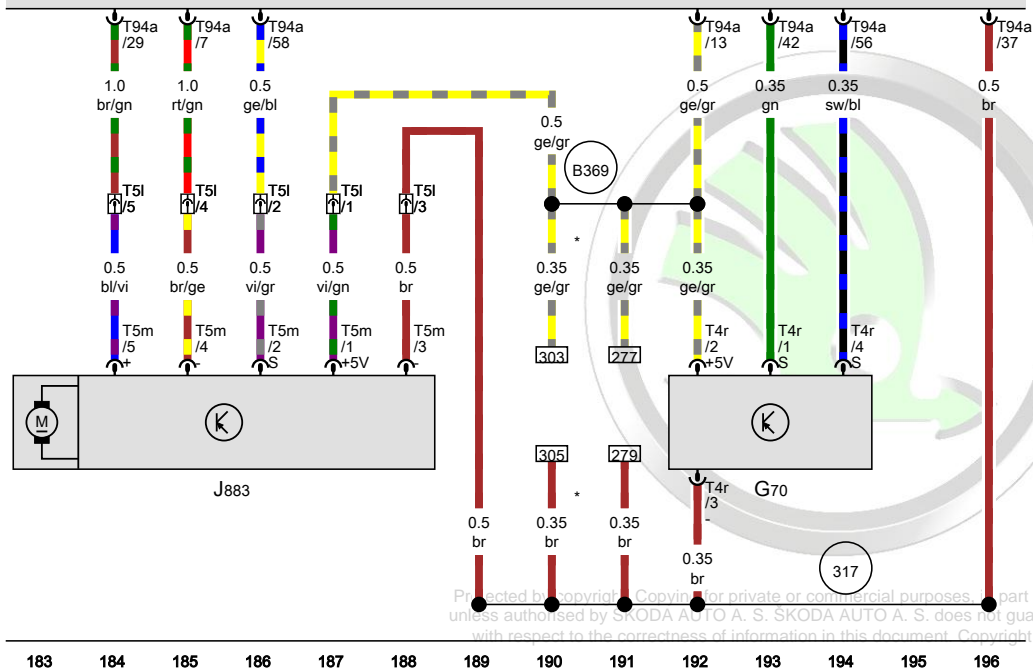 T94a T94a T94a T94a T94a T94a T94a
/29 /7 /58 /13 /42 /56 /37
1.0 1.0 0.5 0.5 0.35 0.35 0.5
br/gn rt/gn ge/bl ge/gr gn sw/bl br
0.5
ge/gr
B369
T5l T5l T5l T5l T5l
/5 /4 /2 /1 /3
*
0.5 0.5 0.5 0.5 0.5 0.35 0.35 0.35
bl/vi br/ge vi/gr vi/gn br ge/gr ge/gr ge/gr
T5m T5m T5m T5m T5m T4r T4r T4r
/5 /4 /2 /1 /3 /2 /1 /4
+ - S +5V - +5V S S
303 277
M
J883
305 279
G70
T4r
/3
-
*
0.5 0.35 0.35
br br br
0.35
br
317
Protected by copyright. Copying for private or commercial purposes, part
unless authorised by ŠKODA AUTO A. S. ŠKODA AUTO A. S. does not gua
with respect to the correctness of information in this document. Copyright
183 184 185 186 187 188 189 190 191 192 193 194 195 196